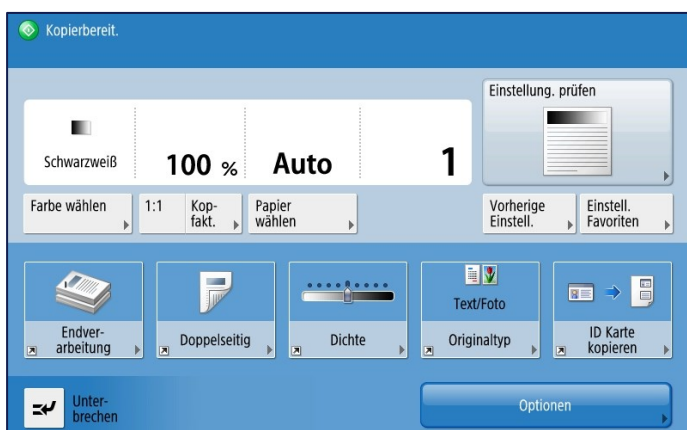 Kopierbereit.
Einstellung. prüfen
Schwarzweiß
100 %
Auto
1
Farbe wählen
1:1
Kop-
fakt.
Papier
wählen
Vorherige
Einstell.
Einstell.
Favoriten
Text/Foto
Endver-
arbeitung
Doppelseitig
Dichte
Originaltyp
ID Karte
kopieren
Unter-
brechen
Optionen